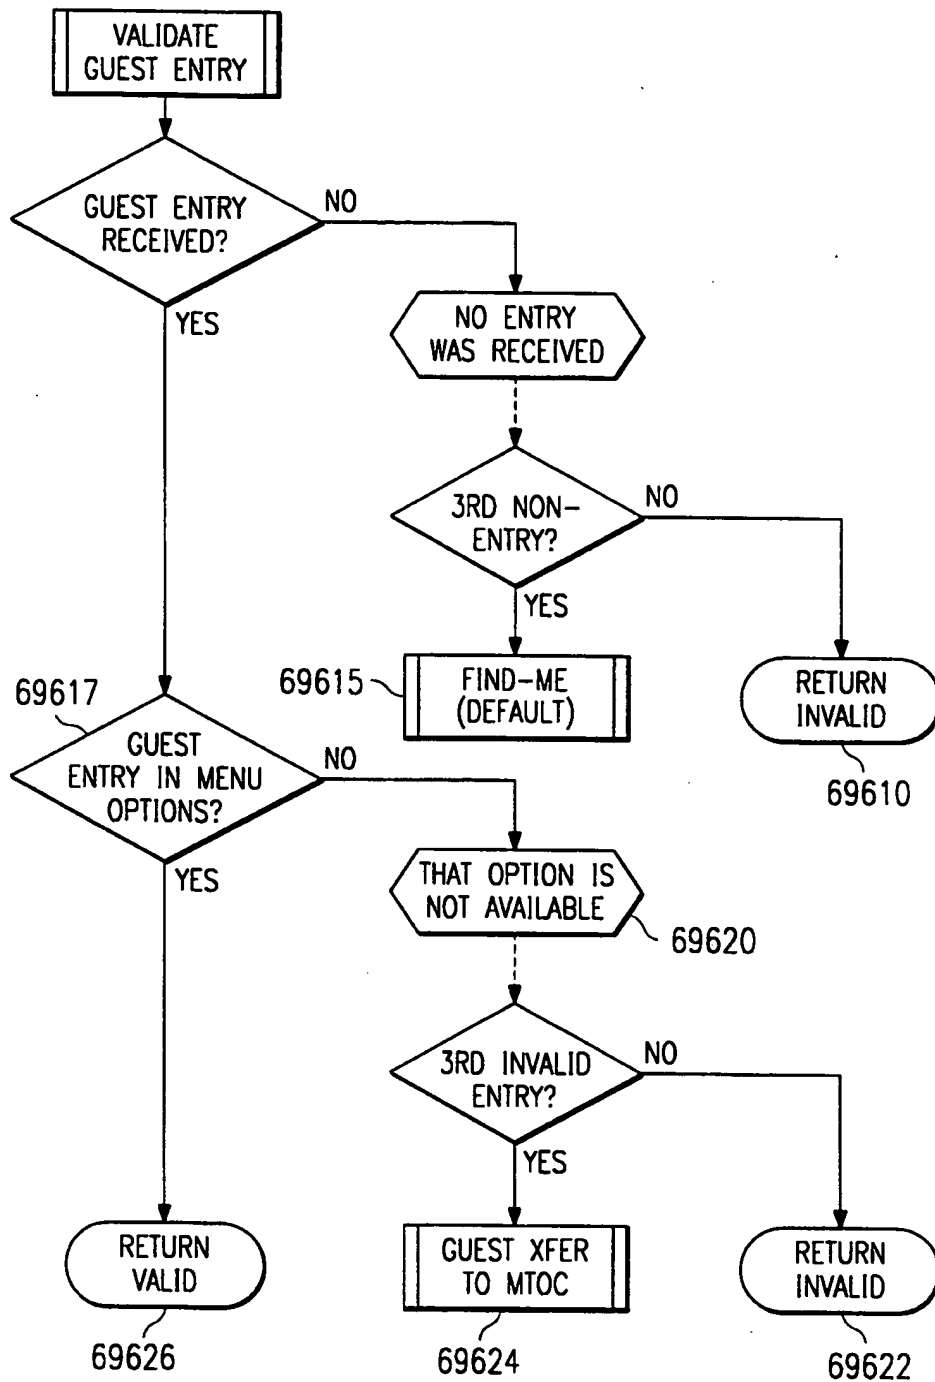 VALIDATE
GUEST ENTRY
GUEST ENTRY
RECEIVED?
NO
YES
NO ENTRY
WAS RECEIVED
3RD NON-
ENTRY?
NO
YES
69615
FIND-ME
(DEFAULT)
RETURN
INVALID
69610
69617
GUEST
ENTRY IN MENU
OPTIONS?
NO
YES
THAT OPTION IS
NOT AVAILABLE
69620
3RD INVALID
ENTRY?
NO
YES
RETURN
VALID
69626
GUEST XFER
TO MTOC
69624
RETURN
INVALID
69622